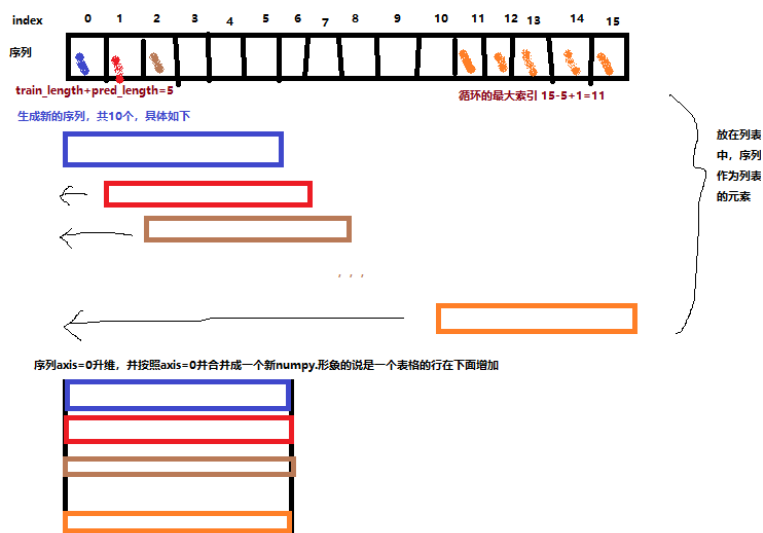 index 0 1 2 3 4 5 6 7 8 9 10 11 12 13 14 15
序列
train_length+pred_length=5
循环的最大索引 15-5+1=11
生成新的序列，共10个，具体如下
放在列表
中，序列
作为列表
的元素
, , ,
序列axis=0升维，并按照axis=0并合并成一个新numpy.形象的说是一个表格的行在下面增加